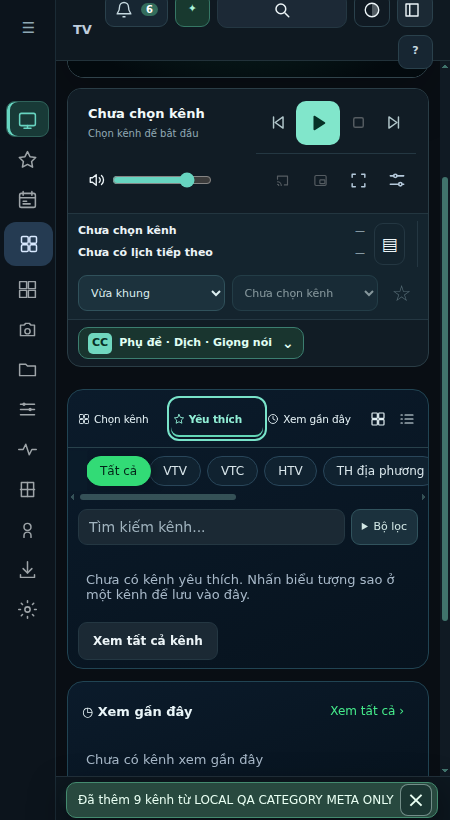 6
TV
?
Chưa chọn kênh
Chọn kênh để bắt đầu
Chưa chọn kênh —
Chưa có lịch tiếp theo —
Vừa khung
Chưa chọn kênh
CC Phụ đề · Dịch · Giọng nói
Chọn kênh Yêu thích Xem gần đây
Tất cả VTV VTC HTV TH địa phương
Tìm kiếm kênh...
Bộ lọc
Chưa có kênh yêu thích. Nhấn biểu tượng sao ở
một kênh để lưu vào đây.
Xem tất cả kênh
Xem gần đây
Xem tất cả ›
Chưa có kênh xem gần đây
Đã thêm 9 kênh từ LOCAL QA CATEGORY META ONLY